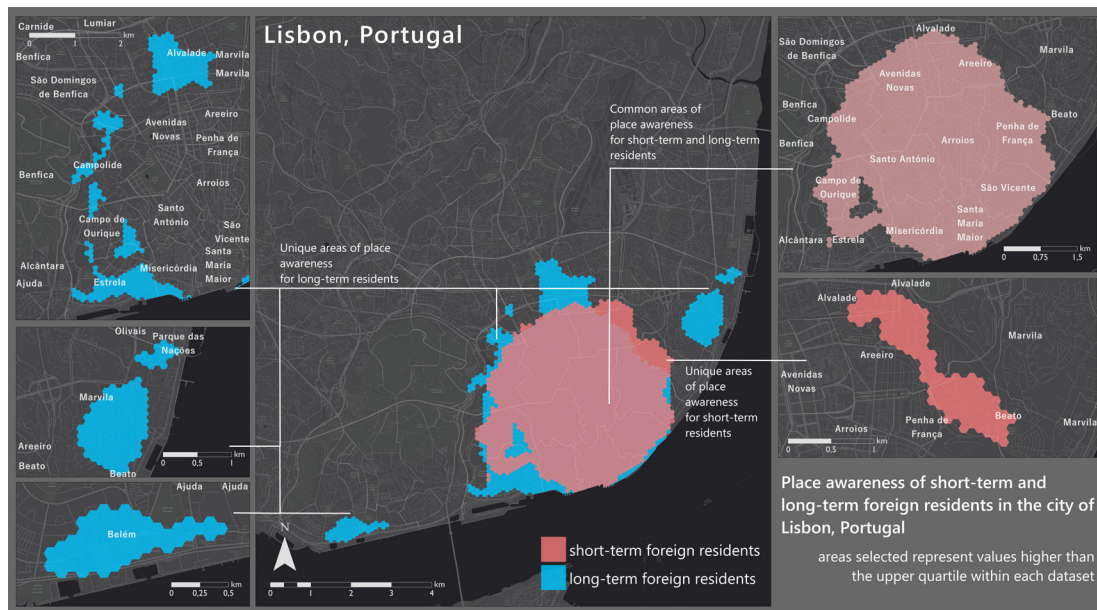 Carnide
Lumiar
0 1 2 km
Alvalade
Marvila
Benfica
Marvila
São Domingos
de Benfica
Areeiro
Avenidas
Novas
Penha de
França
Campolide
Benfica
Arroios
Santo
António
Campo de
Ourique
São
Vicente
Santa
Maria
Maior
Alcântara
Misericórdia
Ajuda
Estrela
Olivais
Parque das
Nações
Marvila
Areeiro
Beato
0 0,5 1 km
Beato
Ajuda
Ajuda
Belém
0 0,25 0,5 km
Lisbon, Portugal
Common areas of
place awareness
for short-term and long-term
residents
Unique areas of place
awareness
for long-term residents
Unique areas
of place
awareness
for short-term
residents
N
0 1 2 3 4 km
short-term foreign residents
long-term foreign residents
Alvalade
São Domingos
de Benfica
Marvila
Areeiro
Avenidas
Novas
Benfica
Beato
Campolide
Penha de
França
Benfica
Arroios
Santo António
Campo de
Ourique
São Vicente
Santa
Maria
Maior
Misericórdia
Alcântara
Estrela
0 0,75 1,5 km
Alvalade
Alvalade
Marvila
Areeiro
Avenidas
Novas
Beato
Penha de
França
Marvila
Arroios
0 0,5 1 km
Place awareness of short-term and
long-term foreign residents in the city of
Lisbon, Portugal
areas selected represent values higher than
the upper quartile within each dataset